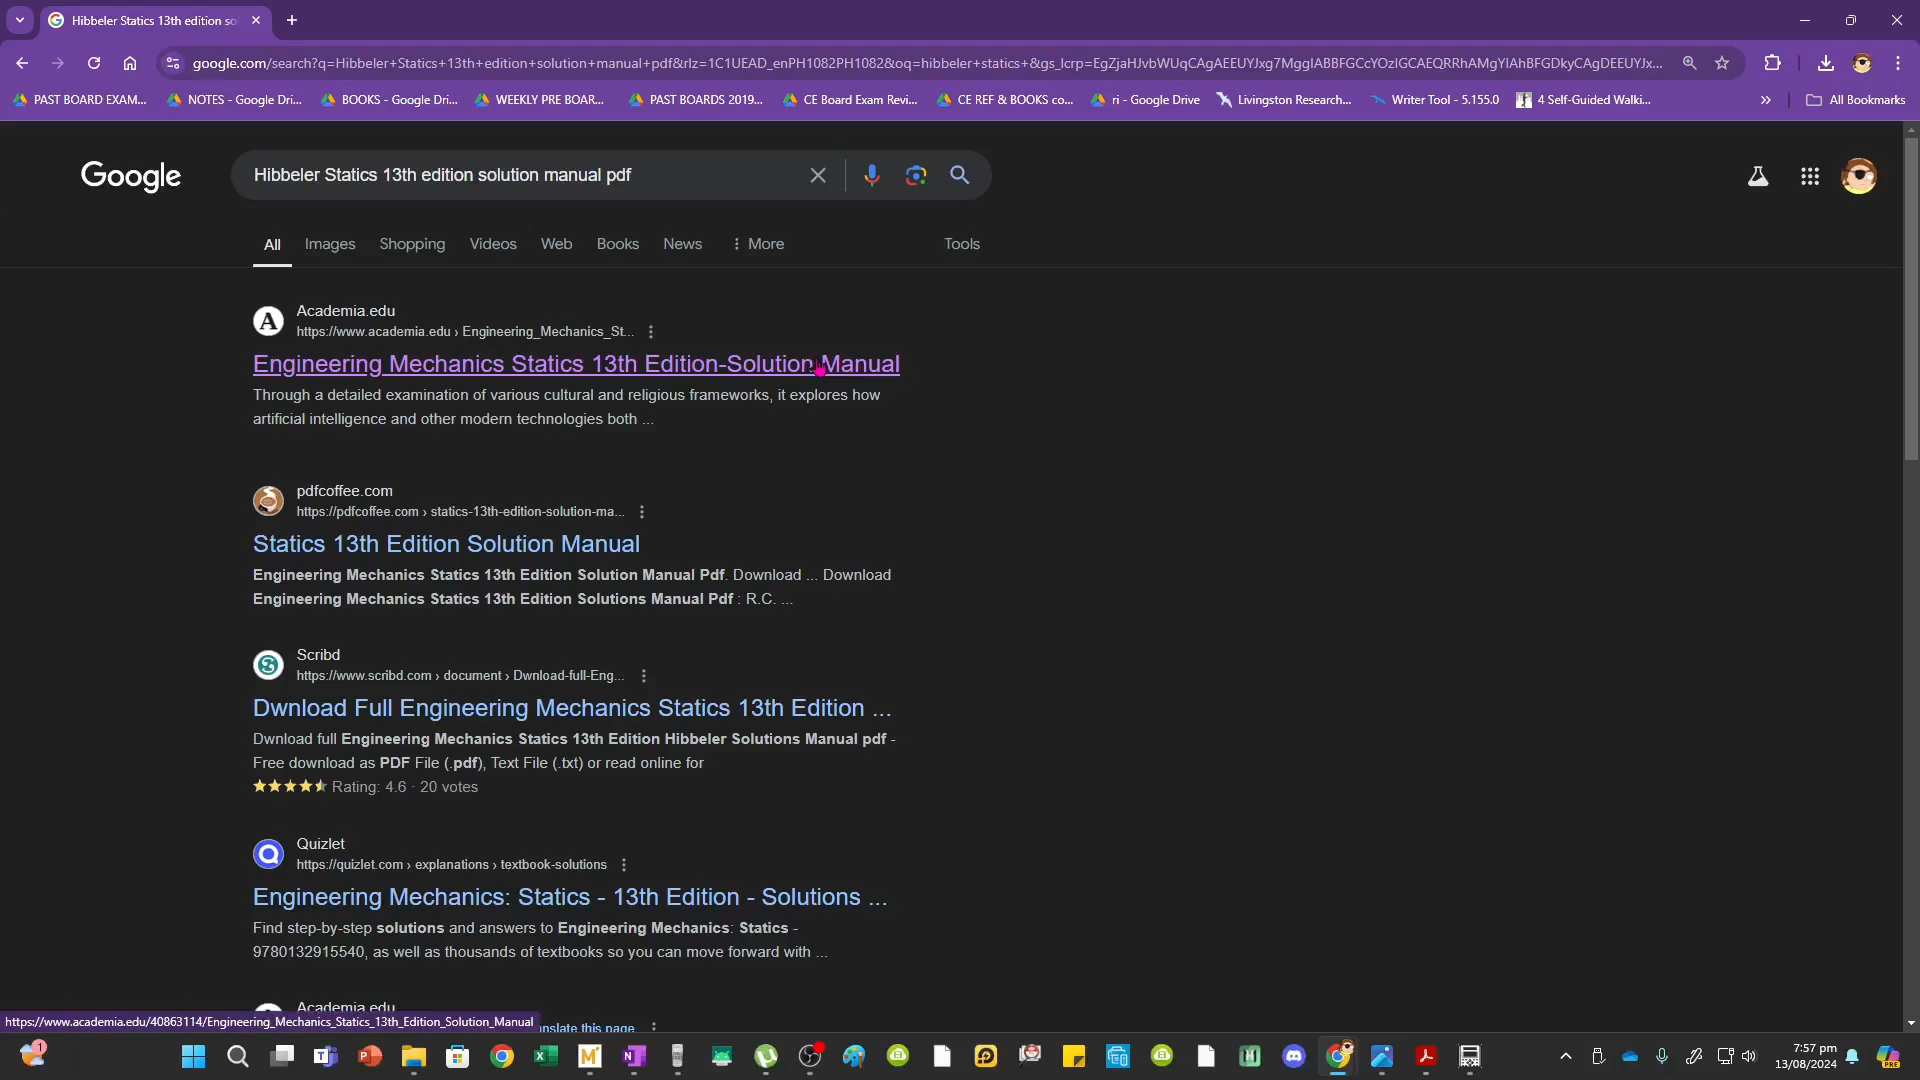 Hibbeler Statics 13th edition so
google.com/search?q=Hibbeler+Statics+13th+edition+solution+manual+pdf&rlz=1C1UEAD_enPH1082PH1082&oq=hibbeler+statics+&gs_lcrp=EgZjaHJvbWUqCAgAEEUYJxg7MggIABBFGCcYOzIGCAEQRRhAMgYIAhBFGDkyCAgDEEUYJx...
PAST BOARD EXAM...
NOTES - Google Dri...
BOOKS - Google Dri...
WEEKLY PRE BOAR...
PAST BOARDS 2019...
CE Board Exam Revi...
CE REF & BOOKS co...
ri - Google Drive
Livingston Research...
Writer Tool - 5.155.0
4 Self-Guided Walki...
All Bookmarks
Google
Hibbeler Statics 13th edition solution manual pdf
All
Images
Shopping
Videos
Web
Books
News
More
Tools
Academia.edu
https://www.academia.edu › Engineering_Mechanics_St...
Engineering Mechanics Statics 13th Edition-Solution Manual
Through a detailed examination of various cultural and religious frameworks, it explores how
artificial intelligence and other modern technologies both ...
pdfcoffee.com
https://pdfcoffee.com › statics-13th-edition-solution-ma...
Statics 13th Edition Solution Manual
Engineering Mechanics Statics 13th Edition Solution Manual Pdf. Download ... Download
Engineering Mechanics Statics 13th Edition Solutions Manual Pdf : R.C. ...
Scribd
https://www.scribd.com › document › Dwnload-full-Eng...
Dwnload Full Engineering Mechanics Statics 13th Edition ...
Dwnload full Engineering Mechanics Statics 13th Edition Hibbeler Solutions Manual pdf -
Free download as PDF File (.pdf), Text File (.txt) or read online for
Rating: 4.6 · 20 votes
Quizlet
https://quizlet.com › explanations › textbook-solutions
Engineering Mechanics: Statics - 13th Edition - Solutions ...
Find step-by-step solutions and answers to Engineering Mechanics: Statics -
9780132915540, as well as thousands of textbooks so you can move forward with ...
Academia.edu
https://www.academia.edu/40863114/Engineering_Mechanics_Statics_13th_Edition_Solution_Manual
this page
7:57 pm
13/08/2024